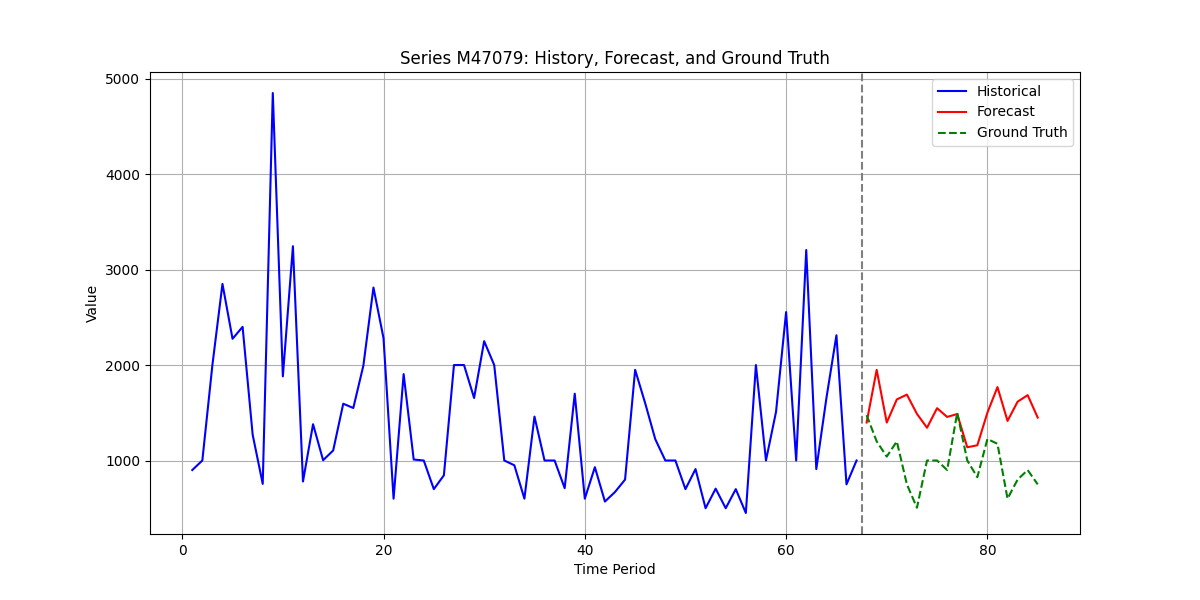 Series M47079: History, Forecast, and Ground Truth
5000
4000
3000
2000
1000
Value
0
20
40
60
80
Time Period
Historical
Forecast
Ground Truth